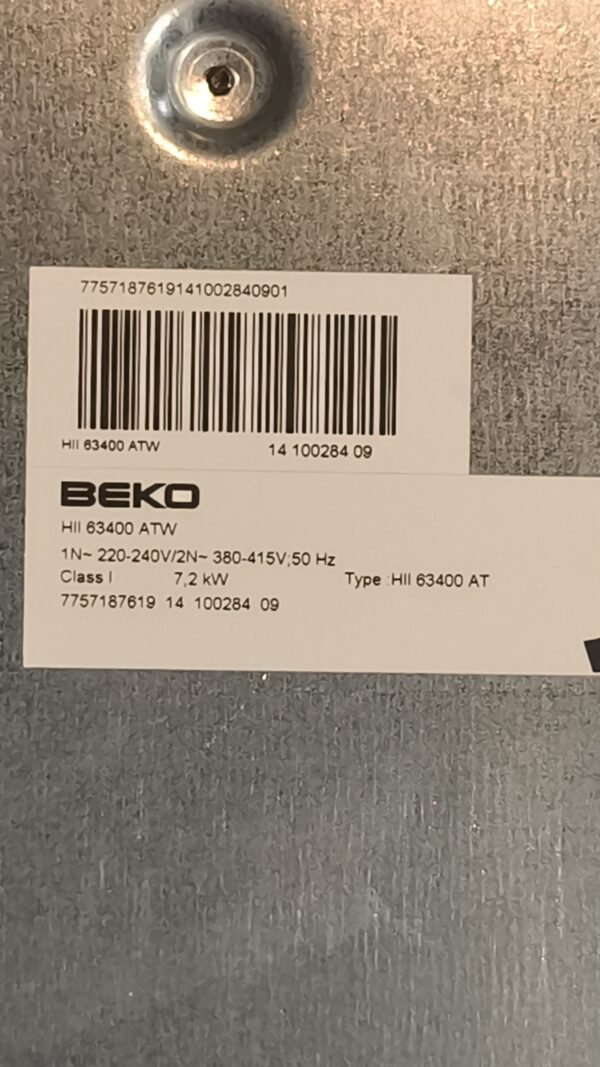 7757187619141002840901
HII 63400 ATW 14 100284 09
BEKO
HII 63400 ATW
1N~ 220-240V/2N~ 380-415V;50 Hz
Class I 7,2 kW Type :HII 63400 AT
7757187619 14 100284 09